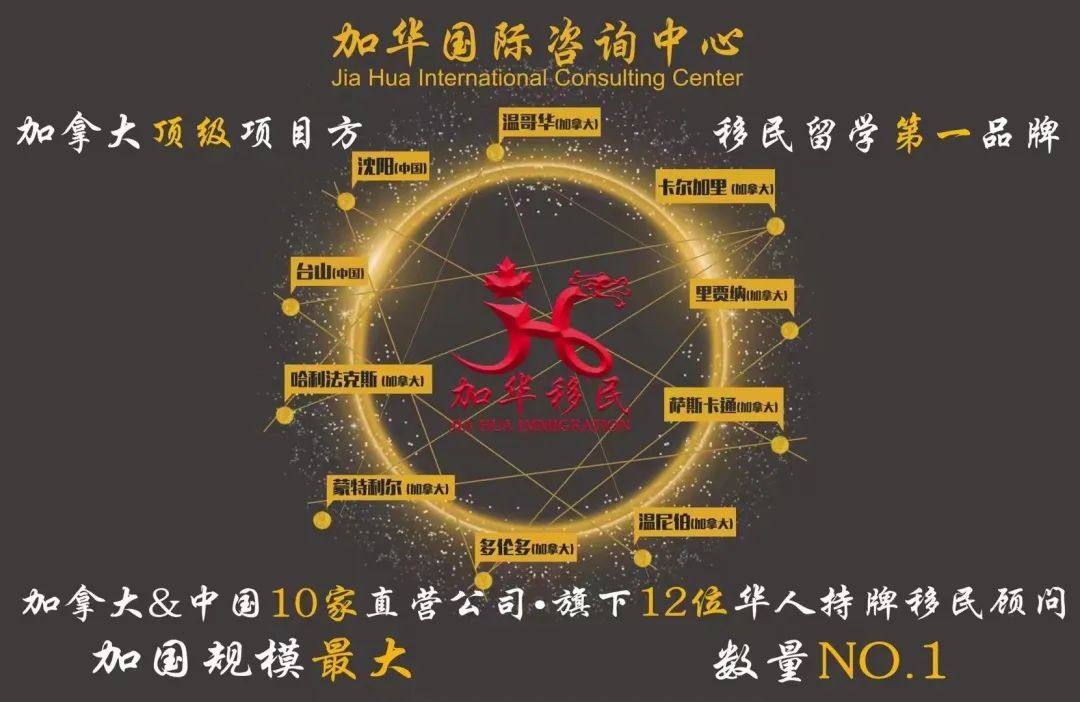 加华国际咨询中心
Jia Hua International Consulting Center
加拿大顶级项目方
移民留学第一品牌
温哥华(加拿大)
沈阳(中国)
卡尔加里(加拿大)
台山(中国)
里贾纳(加拿大)
哈利法克斯(加拿大)
萨斯卡通(加拿大)
加华移民
JIA HUA IMMIGRATION
蒙特利尔(加拿大)
温尼伯(加拿大)
多伦多(加拿大)
加拿大&中国10家直营公司•旗下12位华人持牌移民顾问
加国规模最大
数量NO.1